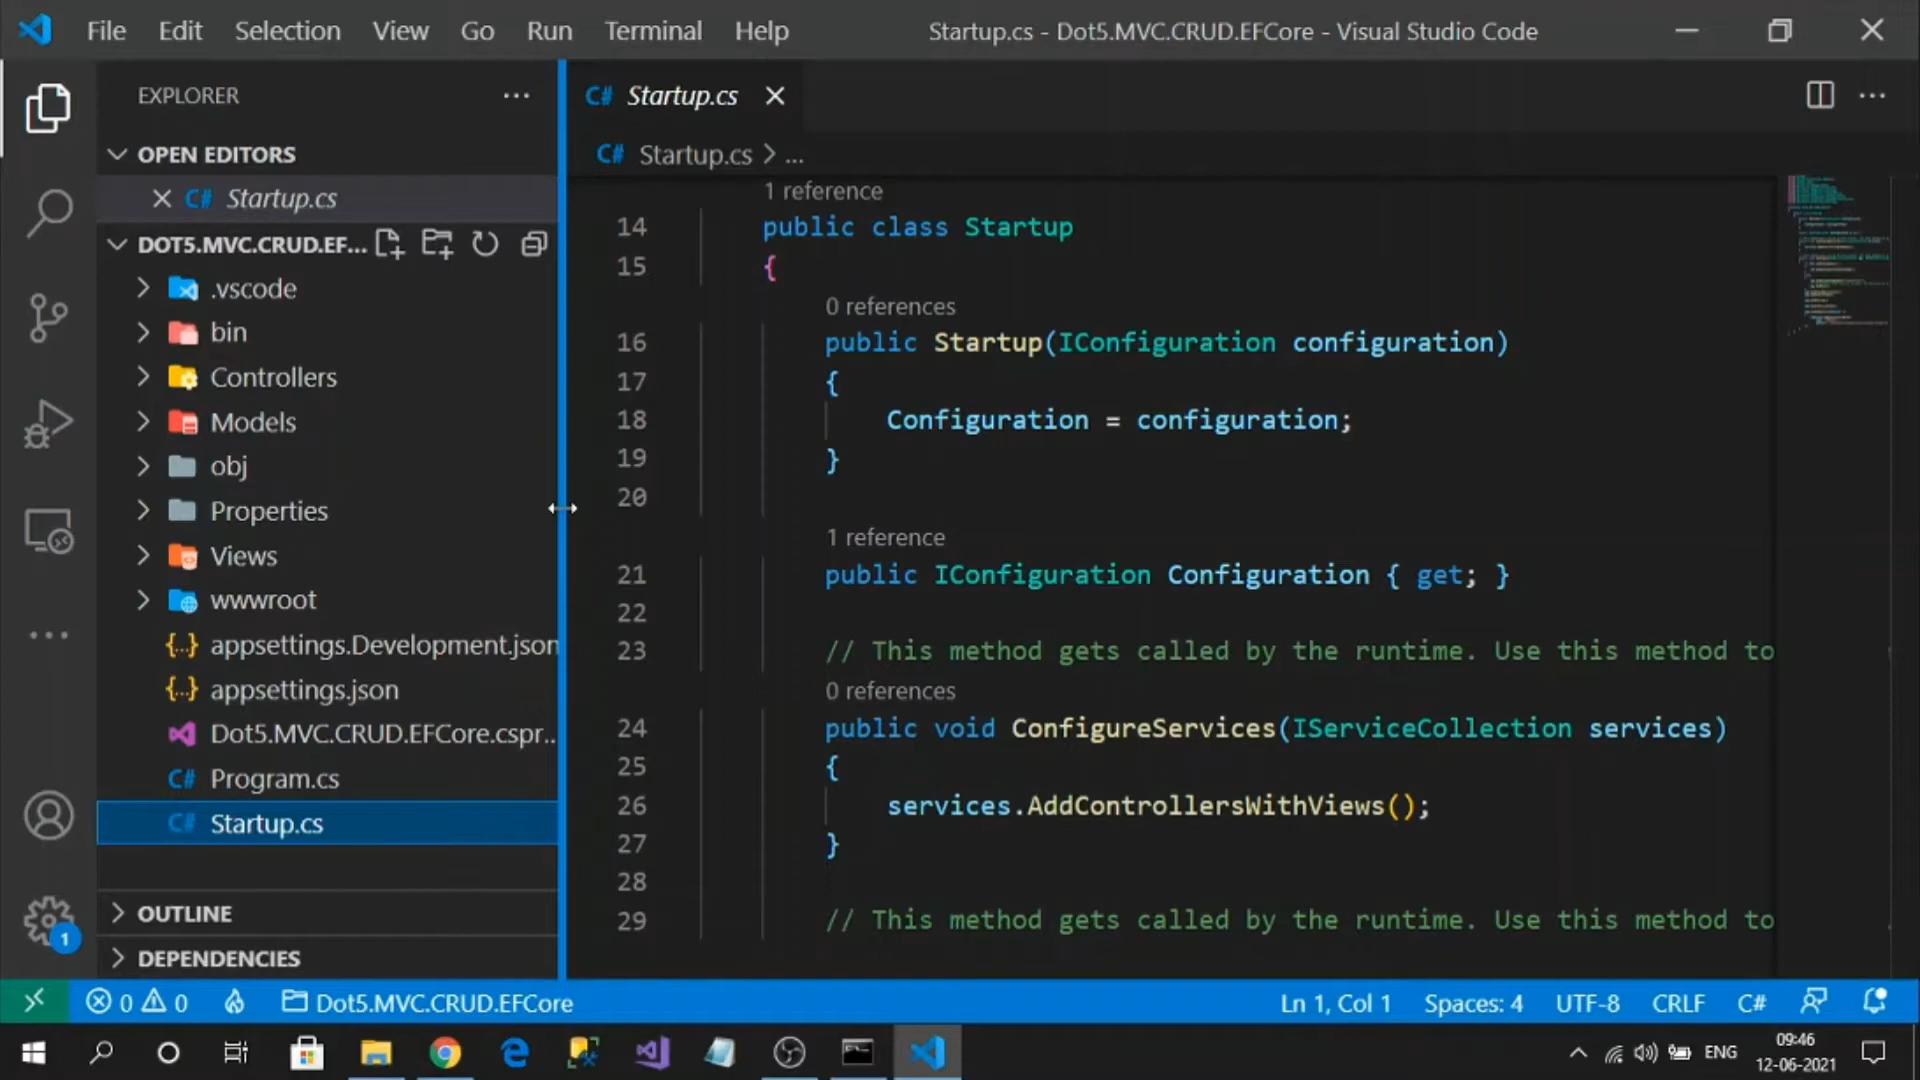 File Edit Selection View Go Run Terminal Help
Startup.cs - Dot5.MVC.CRUD.EFCore - Visual Studio Code
EXPLORER
OPEN EDITORS
C# Startup.cs
DOT5.MVC.CRUD.EF...
.vscode
bin
Controllers
Models
obj
Properties
Views
wwwroot
{..} appsettings.Development.json
{..} appsettings.json
Dot5.MVC.CRUD.EFCore.cspr...
C# Program.cs
C# Startup.cs
OUTLINE
DEPENDENCIES
1
C# Startup.cs
C# Startup.cs > ...
1 reference
14 public class Startup
15 {
0 references
16 public Startup(IConfiguration configuration)
17 {
18 Configuration = configuration;
19 }
20
1 reference
21 public IConfiguration Configuration { get; }
22
23 // This method gets called by the runtime. Use this method to
0 references
24 public void ConfigureServices(IServiceCollection services)
25 {
26 services.AddControllersWithViews();
27 }
28
29 // This method gets called by the runtime. Use this method to
0 0 Dot5.MVC.CRUD.EFCore
Ln 1, Col 1 Spaces: 4 UTF-8 CRLF C#
ENG
09:46
12-06-2021